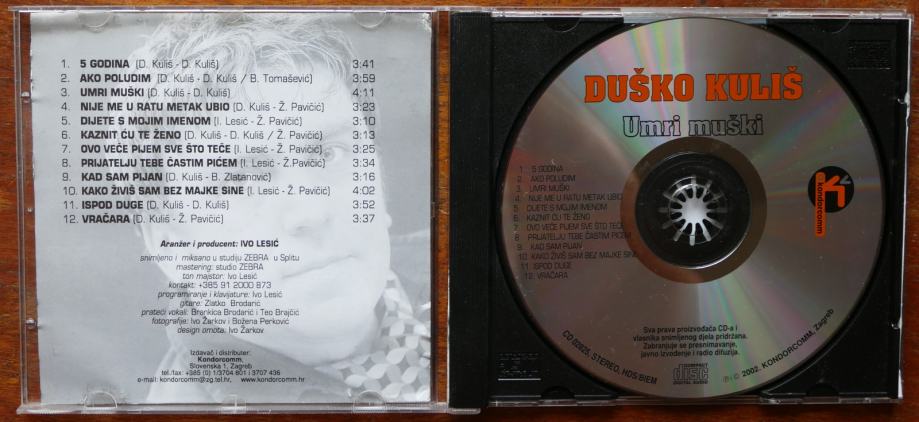 1. 5 GODINA (D. Kuliš - D. Kuliš) 3:41
2. AKO POLUDIM (D. Kuliš - D. Kuliš / B. Tomašević) 3:59
3. UMRI MUŠKI (D. Kuliš - D. Kuliš) 4:11
4. NIJE ME U RATU METAK UBIO (D. Kuliš - Ž. Pavičić) 3:23
5. DIJETE S MOJIM IMENOM (I. Lesić - Ž. Pavičić) 3:10
6. KAZNIT ĆU TE ŽENO (D. Kuliš - D. Kuliš / Ž. Pavičić) 3:13
7. OVO VEČE PIJEM SVE ŠTO TEČE (I. Lesić - Ž. Pavičić) 3:25
8. PRIJATELJU TEBE ČASTIM PIĆEM (I. Lesić - Ž. Pavičić) 3:34
9. KAD SAM PIJAN (D. Kuliš - B. Zlatanović) 3:16
10. KAKO ŽIVIŠ SAM BEZ MAJKE SINE (I. Lesić - Ž. Pavičić) 4:02
11. ISPOD DUGE (D. Kuliš - D. Kuliš) 3:52
12. VRAČARA (D. Kuliš - Ž. Pavičić) 3:37
Aranžer i producent: IVO LESIĆ
snimljeno i miksano u studiju ZEBRA u Splitu
mastering: studio ZEBRA
ton majstor: Ivo Lesić
kontakt: +385 91 2000 873
programiranje i klavijature: Ivo Lesić
gitare: Zlatko Brodarić
prateći vokali: Brankica Brodarić i Teo Brajčić
fotografije: Ivo Žarkov i Božena Perković
design omota: Ivo Žarkov
Izdavač i distributer:
Kondorcomm,
Slavenska 1, Zagreb
tel./fax: +385 (0) 1/3704 601 i 3707 436
e-mail: kondorcomm@zg.tel.hr, www.kondorcomm.hr
DUŠKO KULIŠ
Umri muški
1. 5 GODINA
2. AKO POLUDIM
3. UMRI MUŠKI
4. NIJE ME U RATU METAK UBIO
5. DIJETE S MOJIM IMENOM
6. KAZNIT ĆU TE ŽENO
7. OVO VEČE PIJEM SVE ŠTO TEČE
8. PRIJATELJU TEBE ČASTIM PIĆEM
9. KAD SAM PIJAN
10. KAKO ŽIVIŠ SAM BEZ MAJKE SINE
11. ISPOD DUGE
12. VRAČARA
K
kondorcomm
Sva prava proizvođača CD-a i
vlasnika snimljenog djela pridržana.
Zabranjuje se presnimavanje,
javno izvođenje i radio difuzija.
COMPACT
disc
DIGITAL AUDIO
CD 02025, STEREO, HDS/BIEM
℗ © 2002. KONDORCOMM, Zagreb